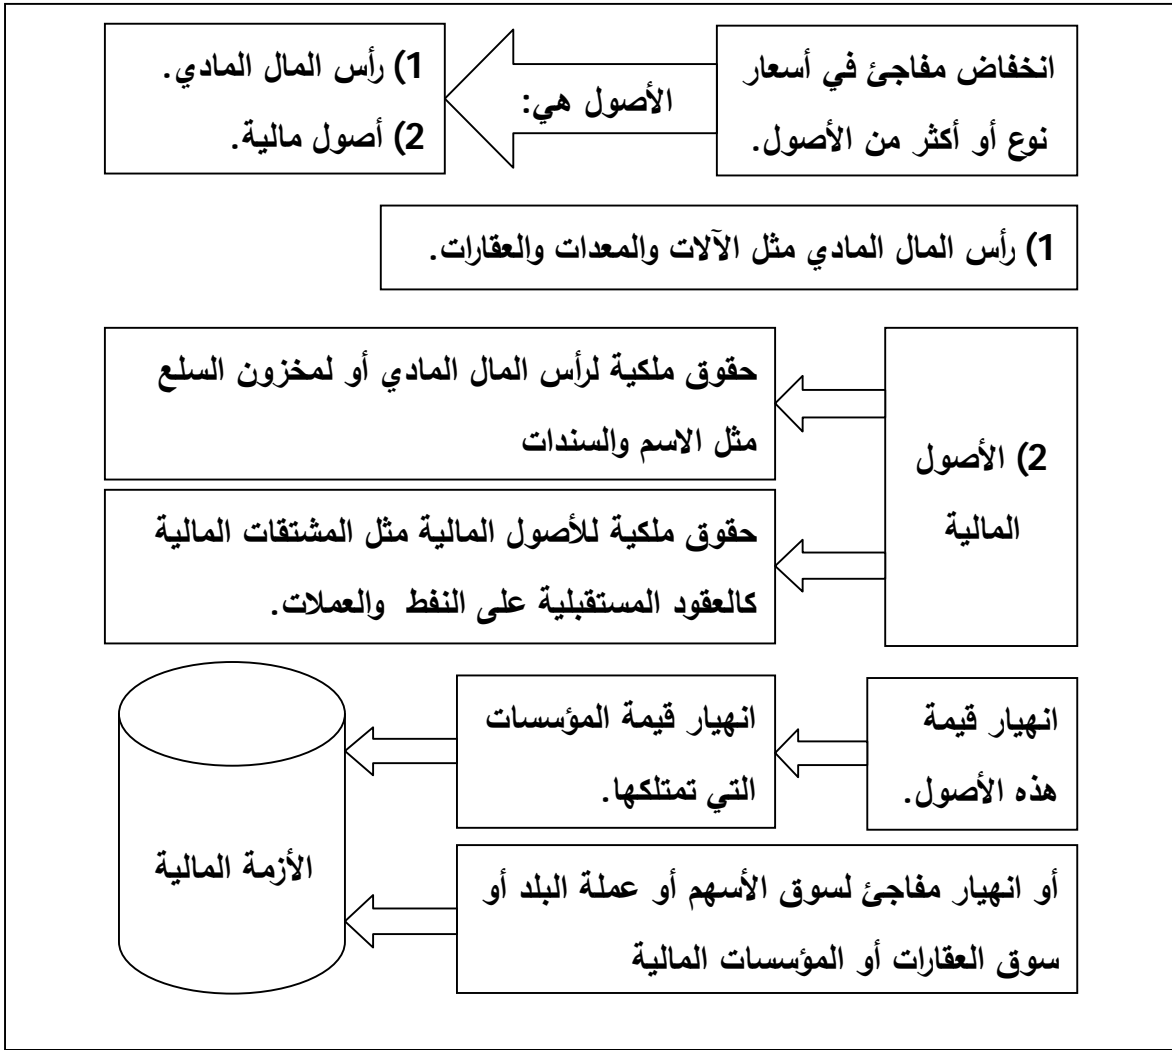 انخفاض مفاجئ في أسعار
نوع أو أكثر من الأصول.
الأصول هي:
1) رأس المال المادي.
2) أصول مالية.
1) رأس المال المادي مثل الآلات والمعدات والعقارات.
2) الأصول
المالية
حقوق ملكية لرأس المال المادي أو لمخزون السلع
مثل الاسم والسندات
حقوق ملكية للأصول المالية مثل المشتقات المالية
كالعقود المستقبلية على النفط والعملات.
انهيار قيمة
هذه الأصول.
انهيار قيمة المؤسسات
التي تمتلكها.
أو انهيار مفاجئ لسوق الأسهم أو عملة البلد أو
سوق العقارات أو المؤسسات المالية
الأزمة المالية